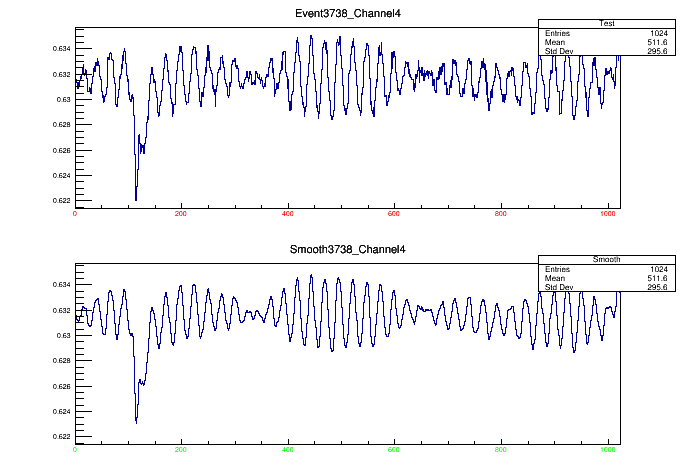 Event3738_Channel4
Test
Entries 1024
Mean 511.6
Std Dev 295.6
0.634
0.632
0.63
0.628
0.626
0.624
0.622
0 200 400 600 800 1000
Smooth3738_Channel4
Smooth
Entries 1024
Mean 511.6
Std Dev 295.6
0.634
0.632
0.63
0.628
0.626
0.624
0.622
0 200 400 600 800 1000